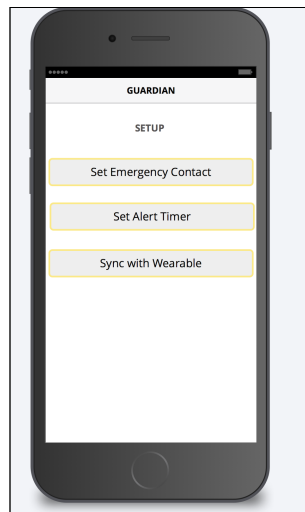 GUARDIAN
SETUP
Set Emergency Contact
Set Alert Timer
Sync with Wearable